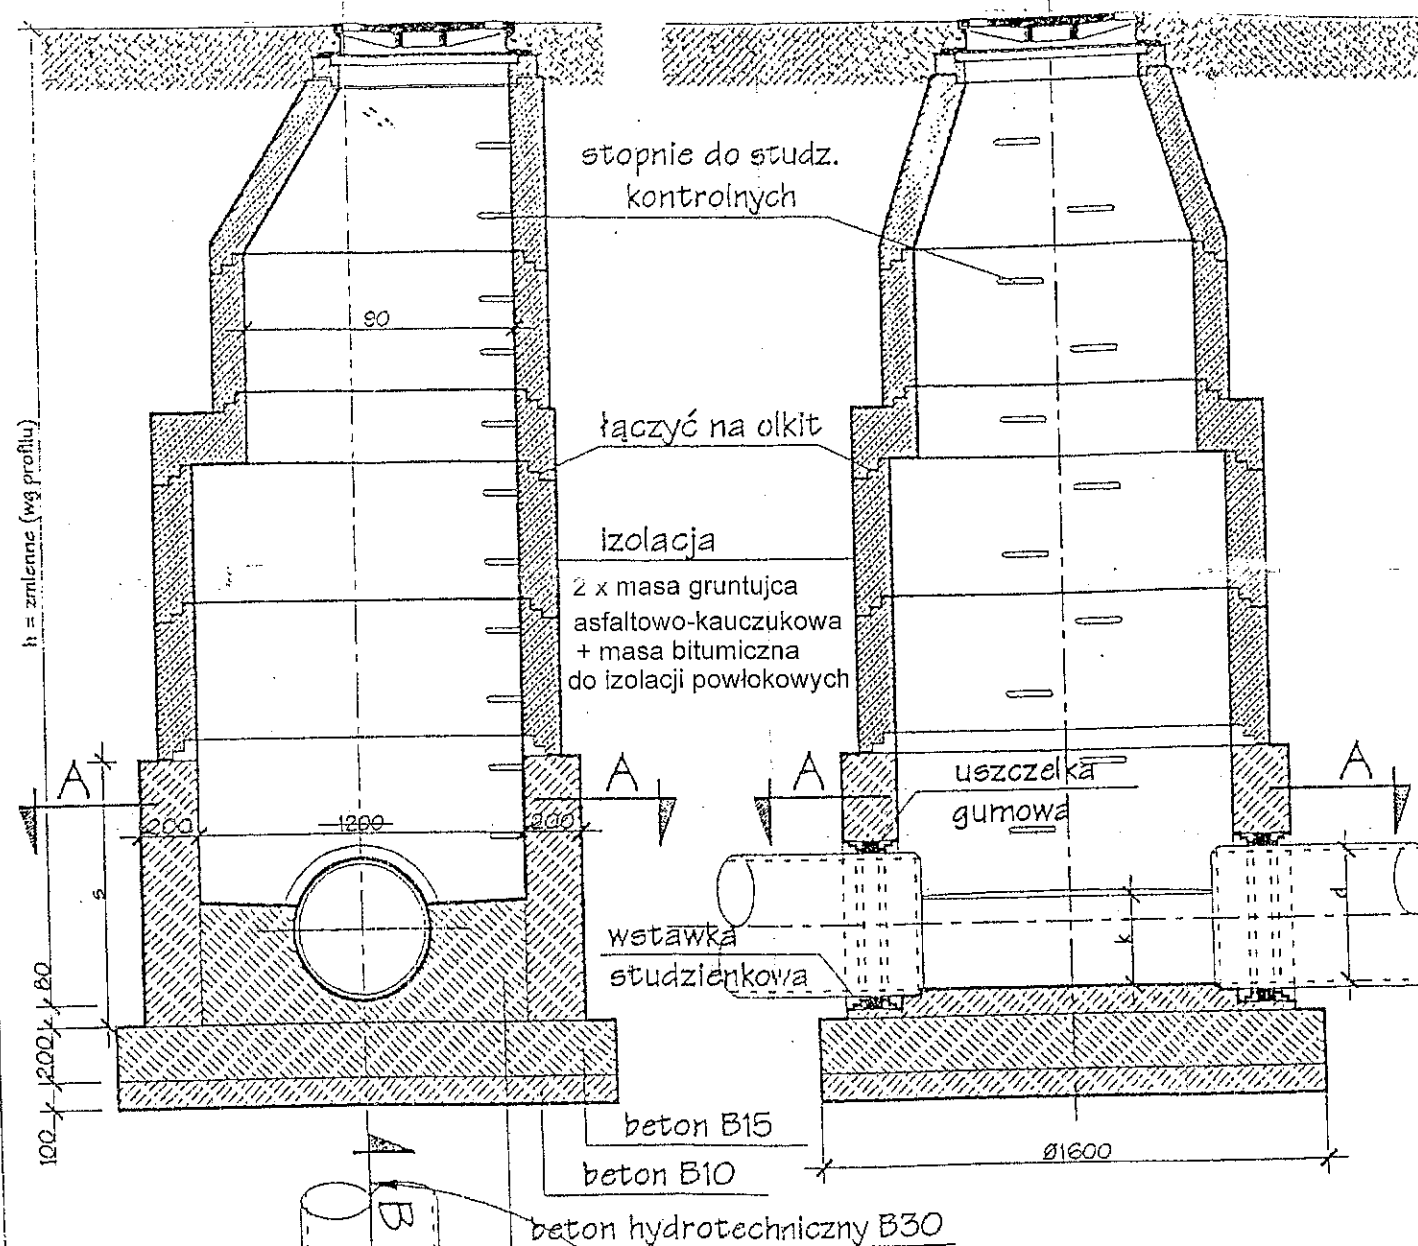 stopnie do studz.
kontrolnych
80
h = zmienne (wg profilu)
łączyć na olkit
izolacja
2 x masa gruntujca
asfaltowo-kauczukowa
+ masa bitumiczna
do izolacji powłokowych
A
A
A
A
200
1200
200
s
uszczelka
gumowa
d
k
wstawka
studzienkowa
80
200
100
beton B15
beton B10
Ø1600
B
beton hydrotechniczny B30